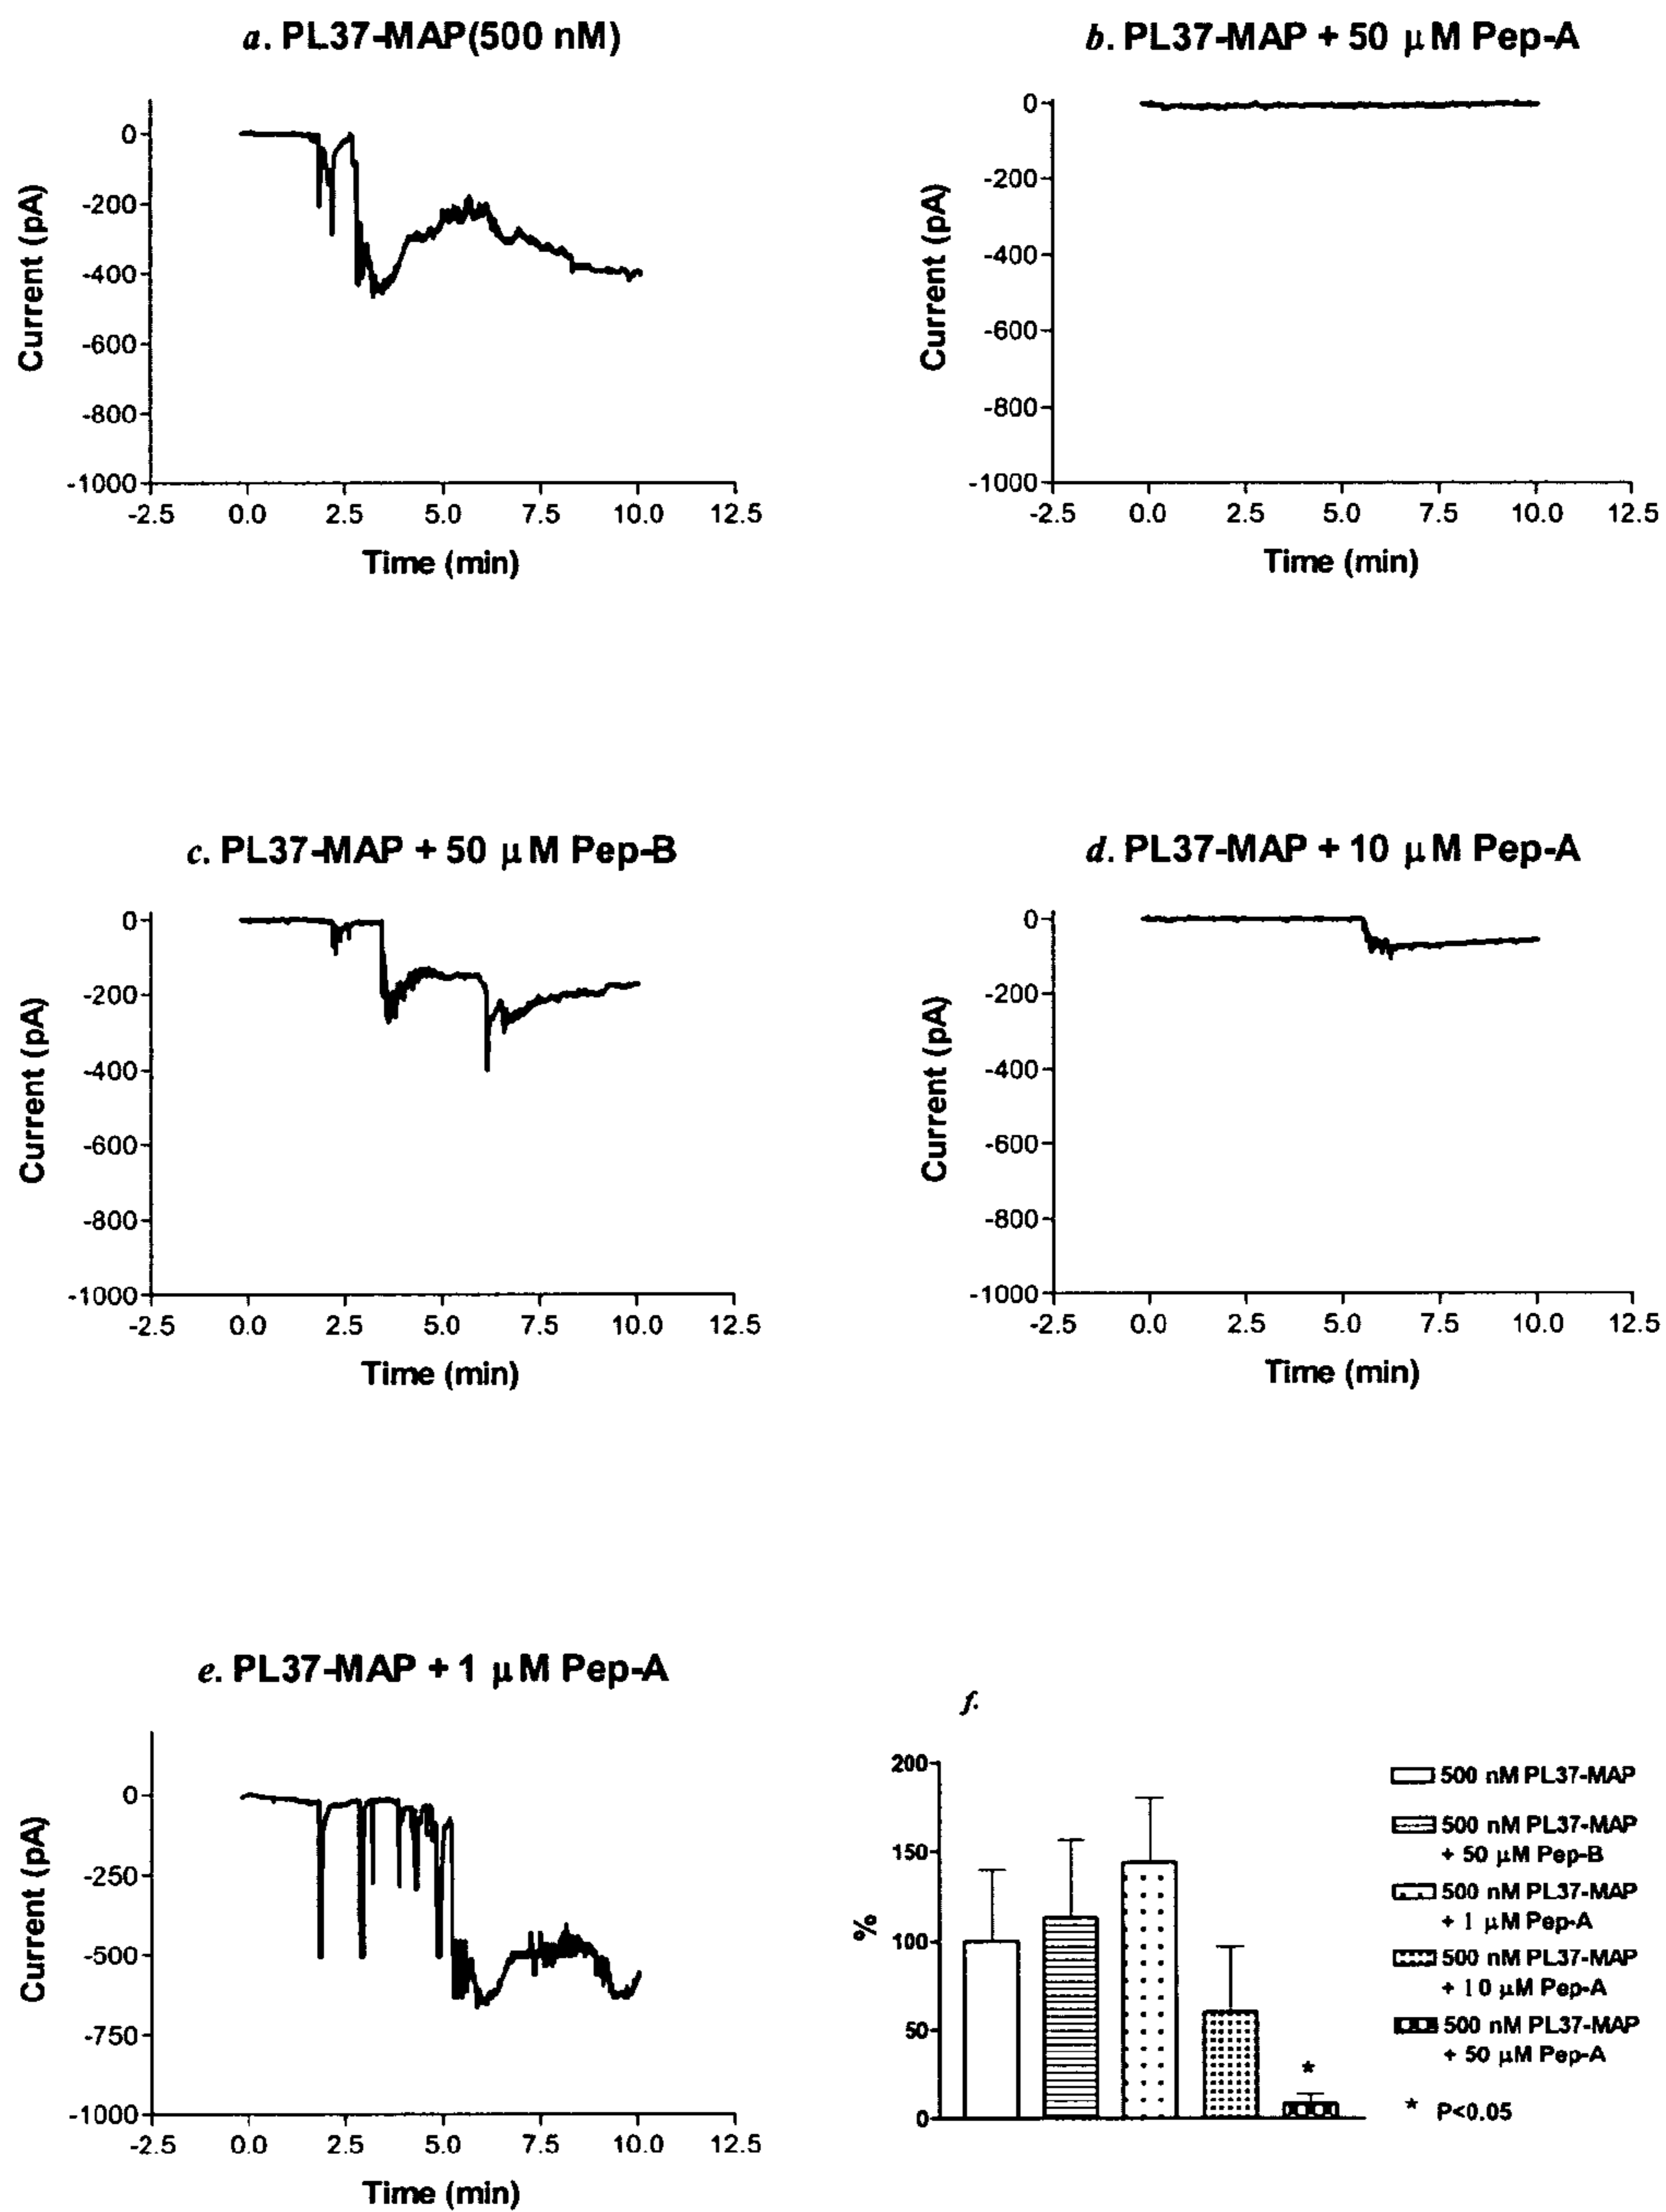 a. PL37-MAP(500 nM)
0
-200
-400
-600
-800
-1000
-2.5 0.0 2.5 5.0 7.5 10.0 12.5
Current (pA)
Time (min)
b. PL37-MAP + 50 μM Pep-A
0
-200
-400
-600
-800
-1000
-2.5 0.0 2.5 5.0 7.5 10.0 12.5
Current (pA)
Time (min)
c. PL37-MAP + 50 μM Pep-B
0
-200
-400
-600
-800
-1000
-2.5 0.0 2.5 5.0 7.5 10.0 12.5
Current (pA)
Time (min)
d. PL37-MAP + 10 μM Pep-A
0
-200
-400
-600
-800
-1000
-2.5 0.0 2.5 5.0 7.5 10.0 12.5
Current (pA)
Time (min)
e. PL37-MAP + 1 μM Pep-A
0
-250
-500
-750
-1000
-2.5 0.0 2.5 5.0 7.5 10.0 12.5
Current (pA)
Time (min)
f.
200
150
100
50
0
%
*
500 nM PL37-MAP
500 nM PL37-MAP
+ 50 μM Pep-B
500 nM PL37-MAP
+ 1 μM Pep-A
500 nM PL37-MAP
+ 10 μM Pep-A
500 nM PL37-MAP
+ 50 μM Pep-A
* P<0.05